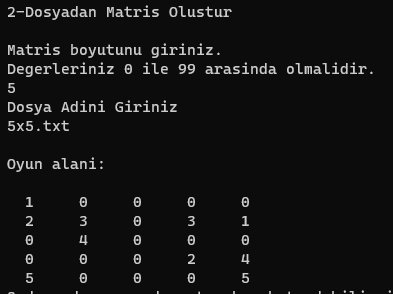 2-Dosyadan Matris Olustur
Matris boyutunu giriniz.
Degerleriniz 0 ile 99 arasinda olmalidir.
5
Dosya Adini Giriniz
5x5.txt
Oyun alani:
1 0 0 0 0
2 3 0 3 1
0 4 0 0 0
0 0 0 2 4
5 0 0 0 5